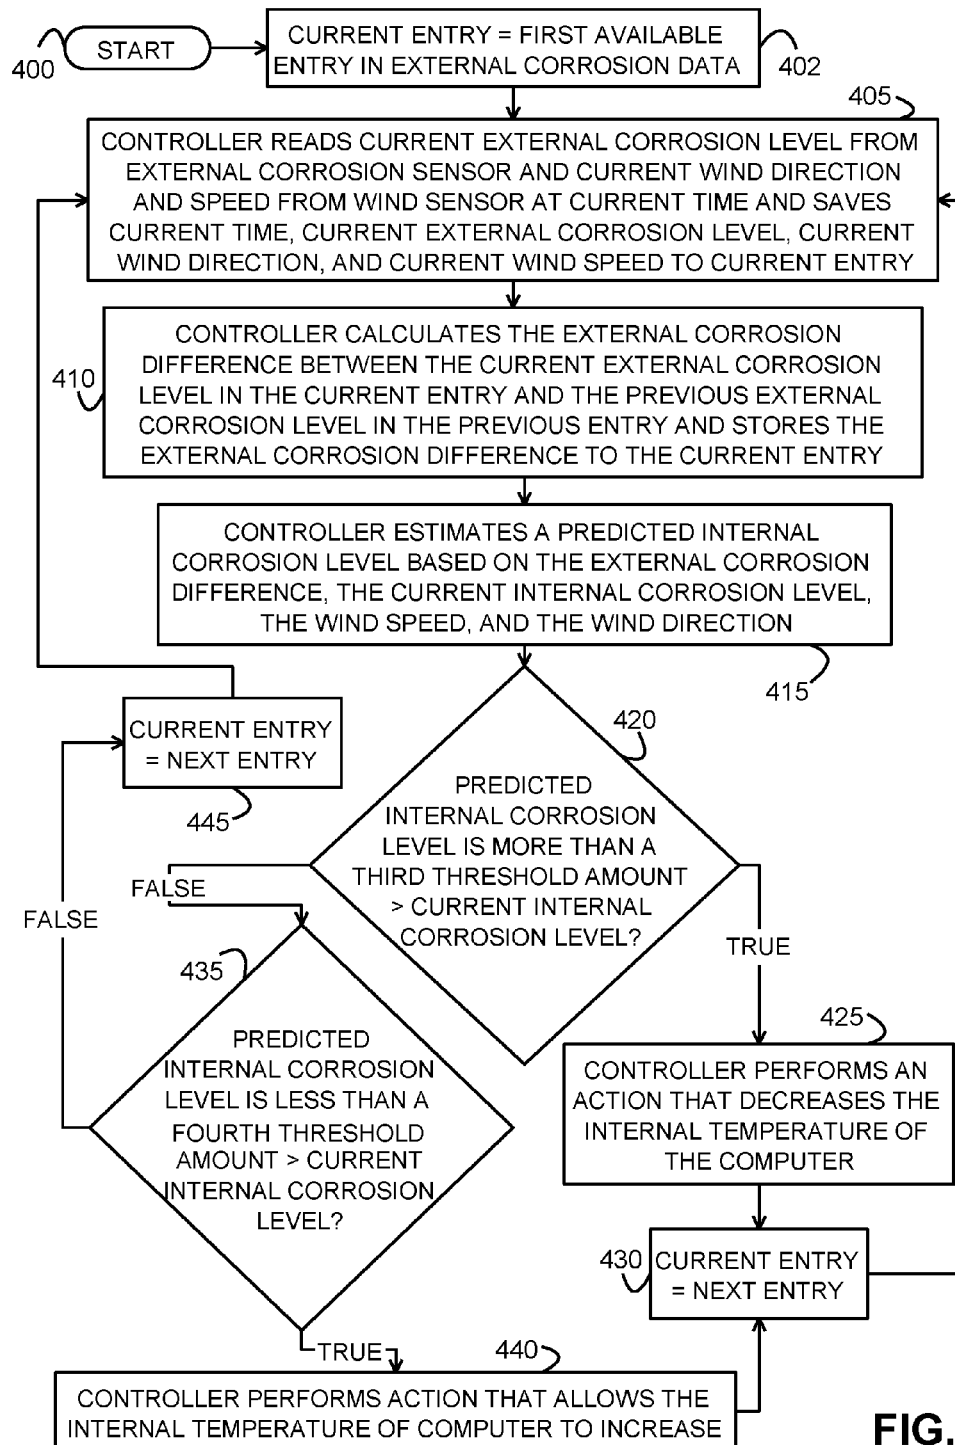 400
START
CURRENT ENTRY = FIRST AVAILABLE
ENTRY IN EXTERNAL CORROSION DATA
402
405
CONTROLLER READS CURRENT EXTERNAL CORROSION LEVEL FROM
EXTERNAL CORROSION SENSOR AND CURRENT WIND DIRECTION
AND SPEED FROM WIND SENSOR AT CURRENT TIME AND SAVES
CURRENT TIME, CURRENT EXTERNAL CORROSION LEVEL, CURRENT
WIND DIRECTION, AND CURRENT WIND SPEED TO CURRENT ENTRY
410
CONTROLLER CALCULATES THE EXTERNAL CORROSION
DIFFERENCE BETWEEN THE CURRENT EXTERNAL CORROSION
LEVEL IN THE CURRENT ENTRY AND THE PREVIOUS EXTERNAL
CORROSION LEVEL IN THE PREVIOUS ENTRY AND STORES THE
EXTERNAL CORROSION DIFFERENCE TO THE CURRENT ENTRY
CONTROLLER ESTIMATES A PREDICTED INTERNAL
CORROSION LEVEL BASED ON THE EXTERNAL CORROSION
DIFFERENCE, THE CURRENT INTERNAL CORROSION LEVEL,
THE WIND SPEED, AND THE WIND DIRECTION
415
420
PREDICTED
INTERNAL CORROSION
LEVEL IS MORE THAN A
THIRD THRESHOLD AMOUNT
> CURRENT INTERNAL
CORROSION LEVEL?
CURRENT ENTRY
= NEXT ENTRY
445
FALSE
FALSE
TRUE
435
PREDICTED
INTERNAL CORROSION
LEVEL IS LESS THAN A
FOURTH THRESHOLD
AMOUNT > CURRENT
INTERNAL CORROSION
LEVEL?
425
CONTROLLER PERFORMS AN
ACTION THAT DECREASES THE
INTERNAL TEMPERATURE OF
THE COMPUTER
430
CURRENT ENTRY
= NEXT ENTRY
TRUE
440
CONTROLLER PERFORMS ACTION THAT ALLOWS THE
INTERNAL TEMPERATURE OF COMPUTER TO INCREASE
FIG.